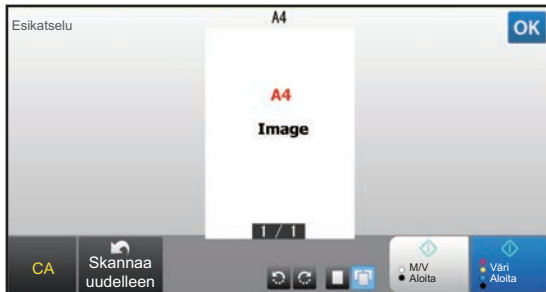 Esikatselu
A4
OK
A4
Image
1 / 1
CA
Skannaa
uudelleen
M/V
Aloita
Väri
Aloita